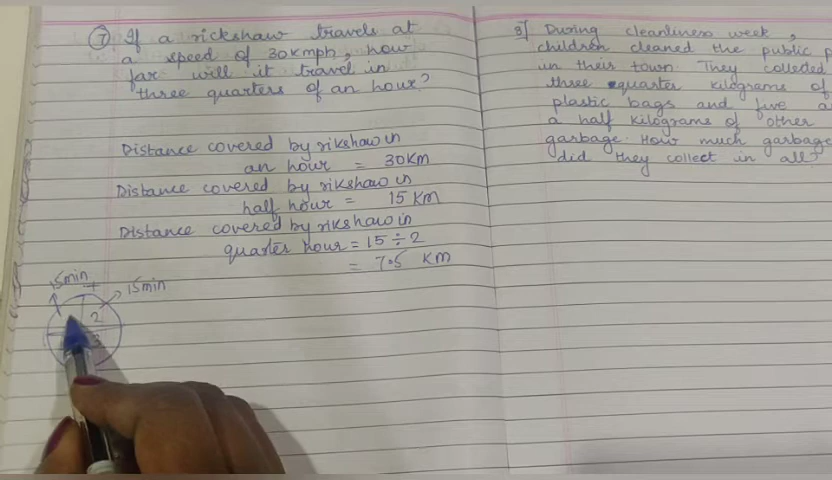 7 If a rickshaw travels at
a speed of 30kmph, how
far will it travel in
three quarters of an hour?
Distance covered by rikshaw in
an hour = 30KM
Distance covered by rikshaw in
half hour = 15 KM
Distance covered by rikshaw in
quarter hour = 15 ÷ 2
= 7.5 KM
15min + 15min
2
3
8] During cleanliness week,
children cleaned the public p
in their town. They collected
three quarter kilograms of
plastic bags and five a
a half kilograms of other
garbage. How much garbage
did they collect in all?